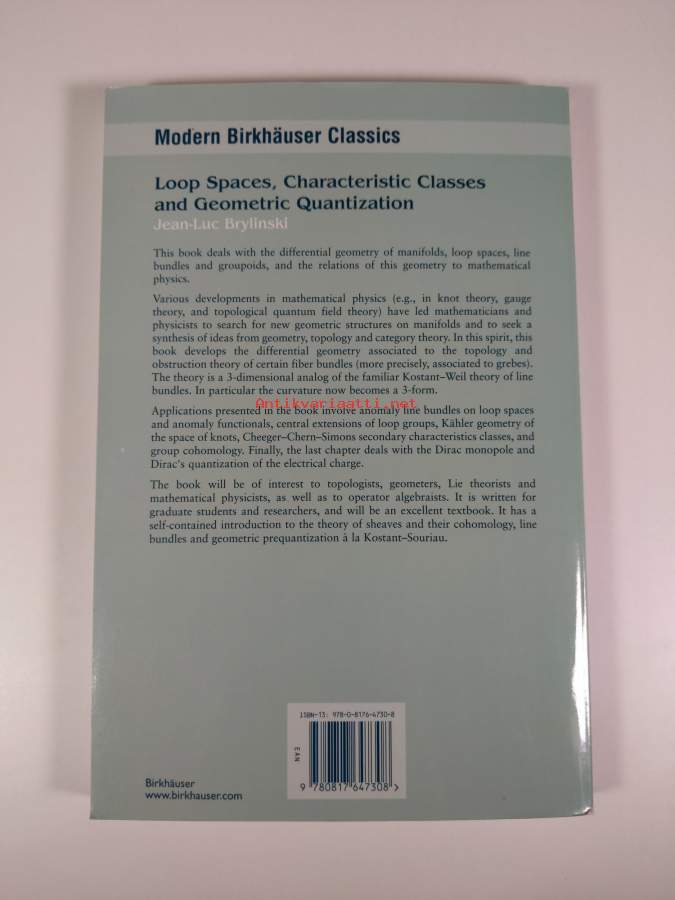 Modern Birkhäuser Classics
Loop Spaces, Characteristic Classes
and Geometric Quantization
Jean-Luc Brylinski
This book deals with the differential geometry of manifolds, loop spaces, line
bundles and groupoids, and the relations of this geometry to mathematical
physics.
Various developments in mathematical physics (e.g., in knot theory, gauge
theory, and topological quantum field theory) have led mathematicians and
physicists to search for new geometric structures on manifolds and to seek a
synthesis of ideas from geometry, topology and category theory. In this spirit, this
book develops the differential geometry associated to the topology and
obstruction theory of certain fiber bundles (more precisely, associated to grebes).
The theory is a 3-dimensional analog of the familiar Kostant–Weil theory of line
bundles. In particular the curvature now becomes a 3-form.
Antikvariaatti.net
Applications presented in the book involve anomaly line bundles on loop spaces
and anomaly functionals, central extensions of loop groups, Kähler geometry of
the space of knots, Cheeger–Chern–Simons secondary characteristics classes, and
group cohomology. Finally, the last chapter deals with the Dirac monopole and
Dirac's quantization of the electrical charge.
The book will be of interest to topologists, geometers, Lie theorists and
mathematical physicists, as well as to operator algebraists. It is written for
graduate students and researchers, and will be an excellent textbook. It has a
self-contained introduction to the theory of sheaves and their cohomology, line
bundles and geometric prequantization à la Kostant–Souriau.
ISBN-13: 978-0-8176-4730-8
EAN
9 780817 647308 >
Birkhäuser
www.birkhauser.com